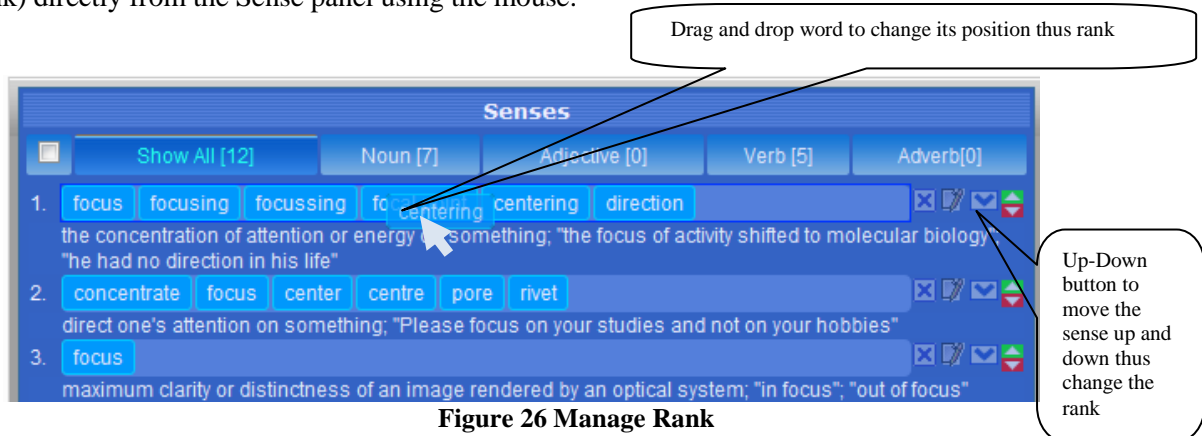 k) directly from the Sense panel using the mouse.
Drag and drop word to change its position thus rank
Senses
Show All [12] Noun [7] Adjective [0] Verb [5] Adverb[0]
1. focus focusing focussing centering centering direction
the concentration of attention or energy on something; "the focus of activity shifted to molecular biology";
"he had no direction in his life"
2. concentrate focus center centre pore rivet
direct one's attention on something; "Please focus on your studies and not on your hobbies"
3. focus
maximum clarity or distinctness of an image rendered by an optical system; "in focus"; "out of focus"
Up-Down
button to
move the
sense up and
down thus
change the
rank
Figure 26 Manage Rank